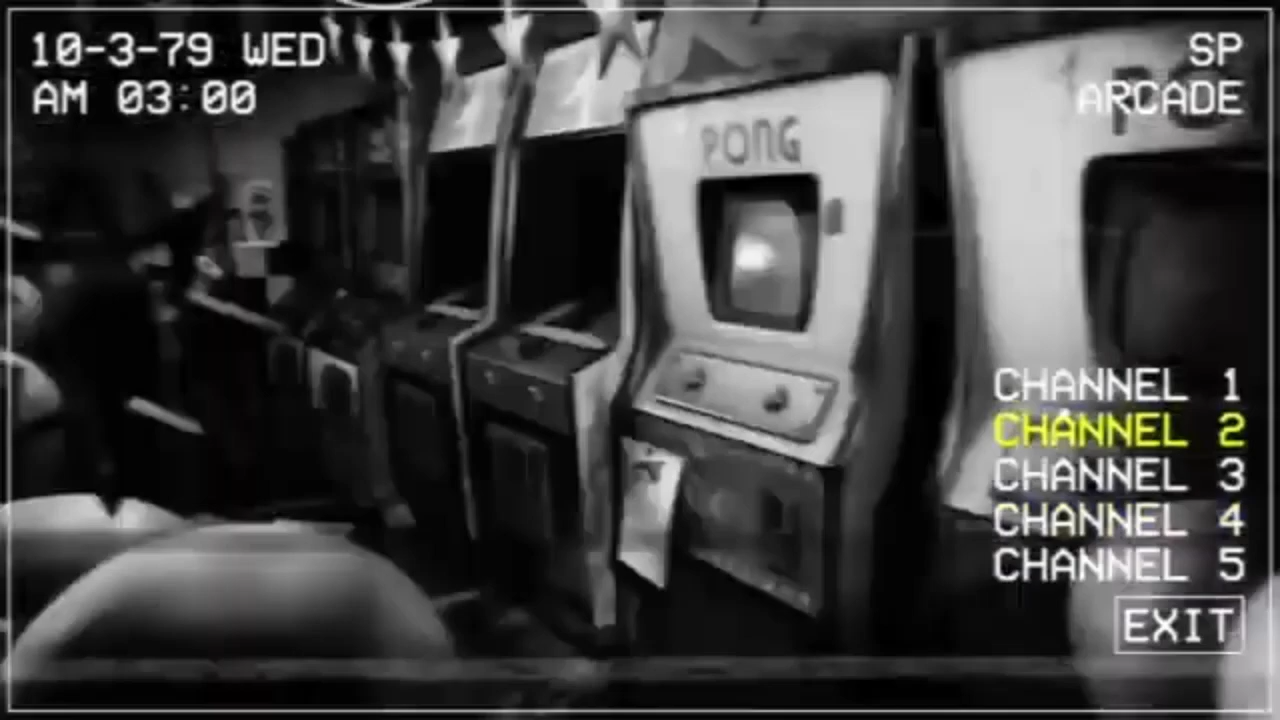 10-3-79 WED
AM 03:00
SP
ARCADE
PONG
CHANNEL 1
CHANNEL 2
CHANNEL 3
CHANNEL 4
CHANNEL 5
EXIT